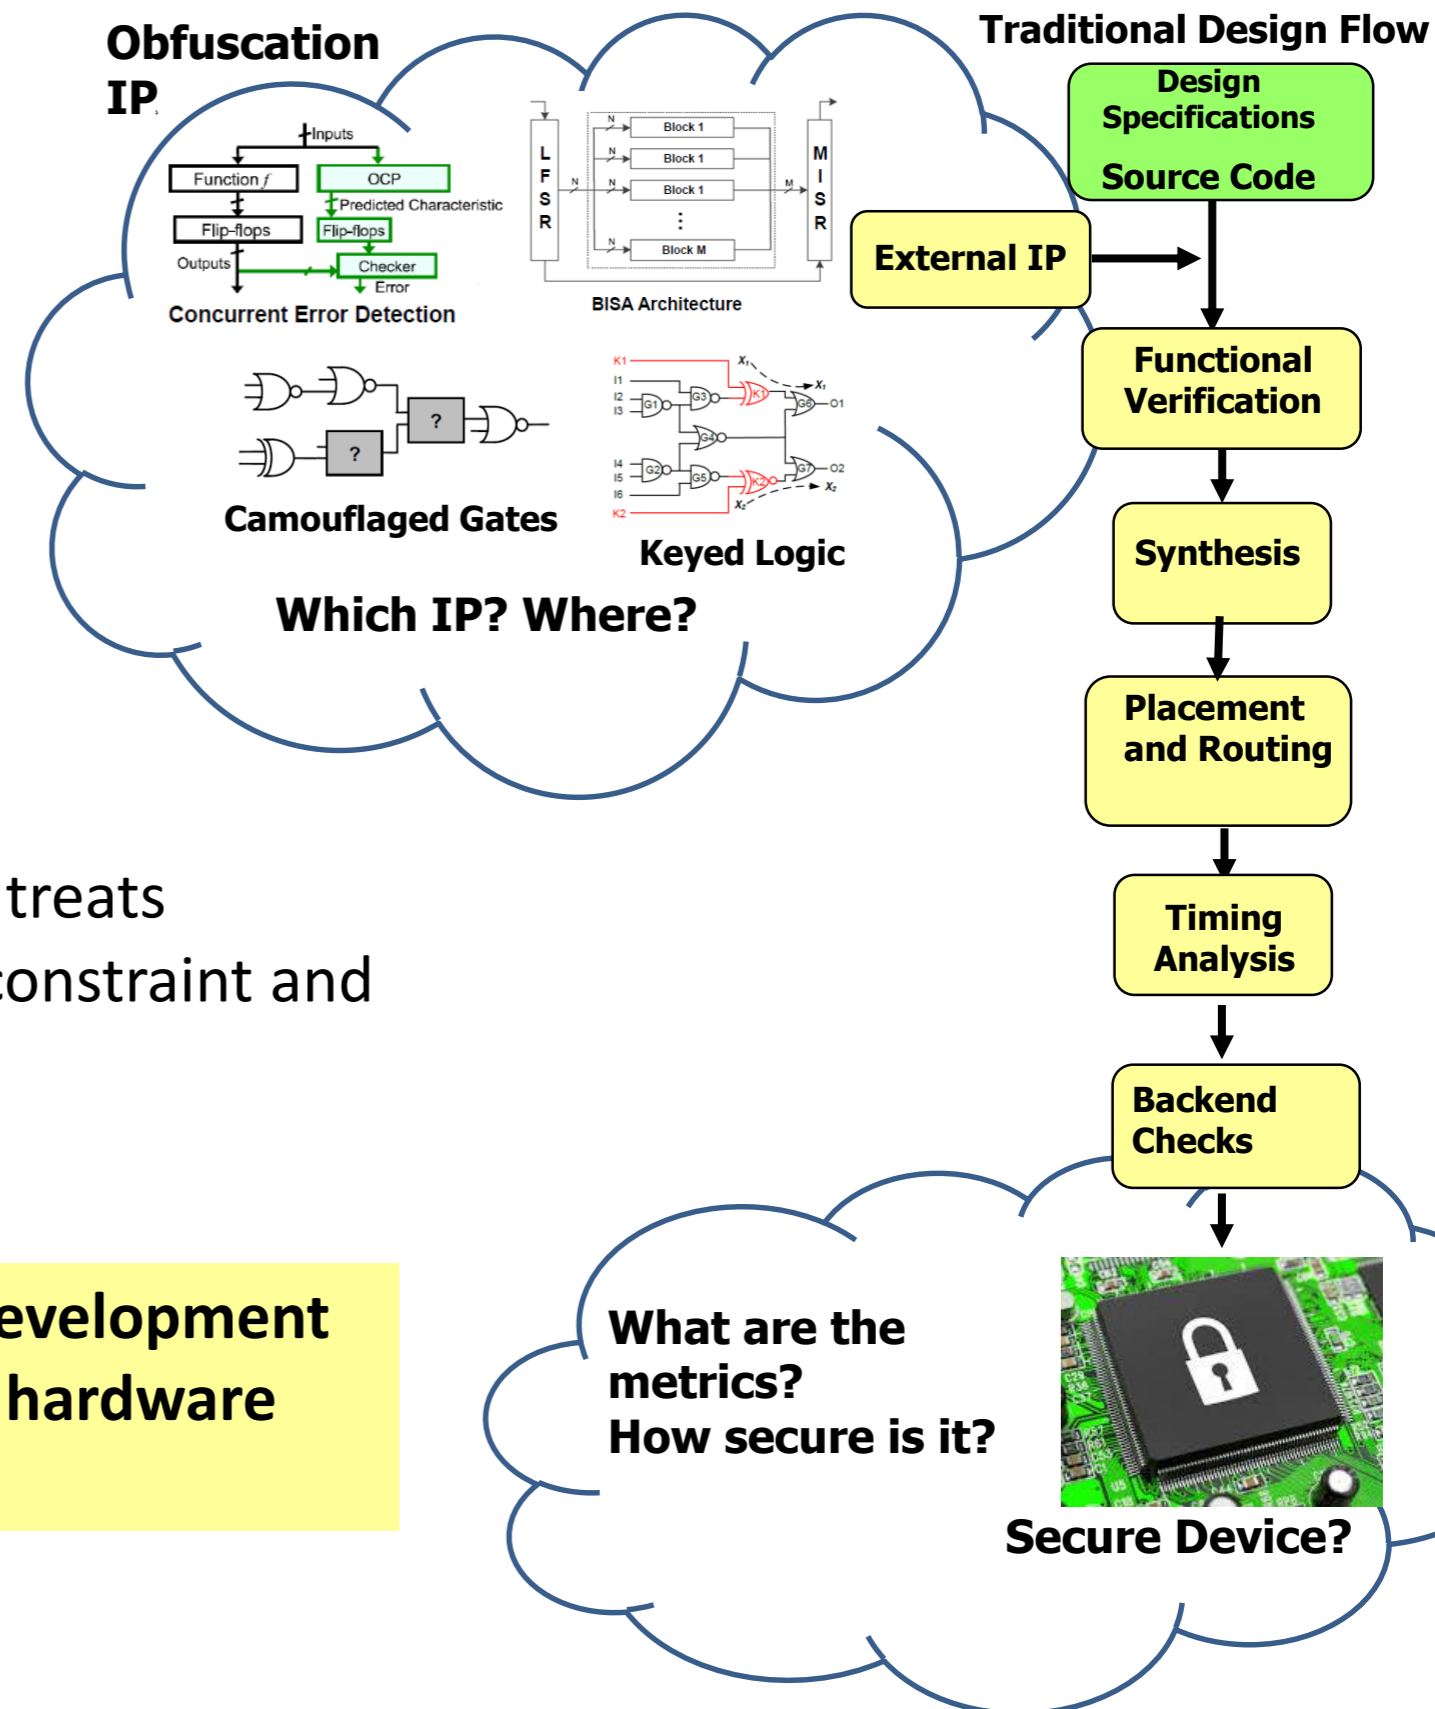 Obfuscation
IP
Traditional Design Flow
Design
Specifications
Source Code
External IP
Functional
Verification
Synthesis
Placement
and Routing
Timing
Analysis
Backend
Checks
Inputs
Function f
OCP
Predicted Characteristic
Flip-flops
Flip-flops
Outputs
Checker
Error
Concurrent Error Detection
LFSR
N
N
Block 1
N
Block 1
N
Block 1
⋮
N
Block M
M
MISR
BISA Architecture
?
?
Camouflaged Gates
K1
I1
I2
I3
I4
I5
I6
K2
G1
G2
G3
G4
G5
K1
K2
G6
G7
X₁
X₁
X₂
X₂
O1
O2
Keyed Logic
Which IP? Where?
treats
constraint and
evelopment
hardware
What are the
metrics?
How secure is it?
Secure Device?